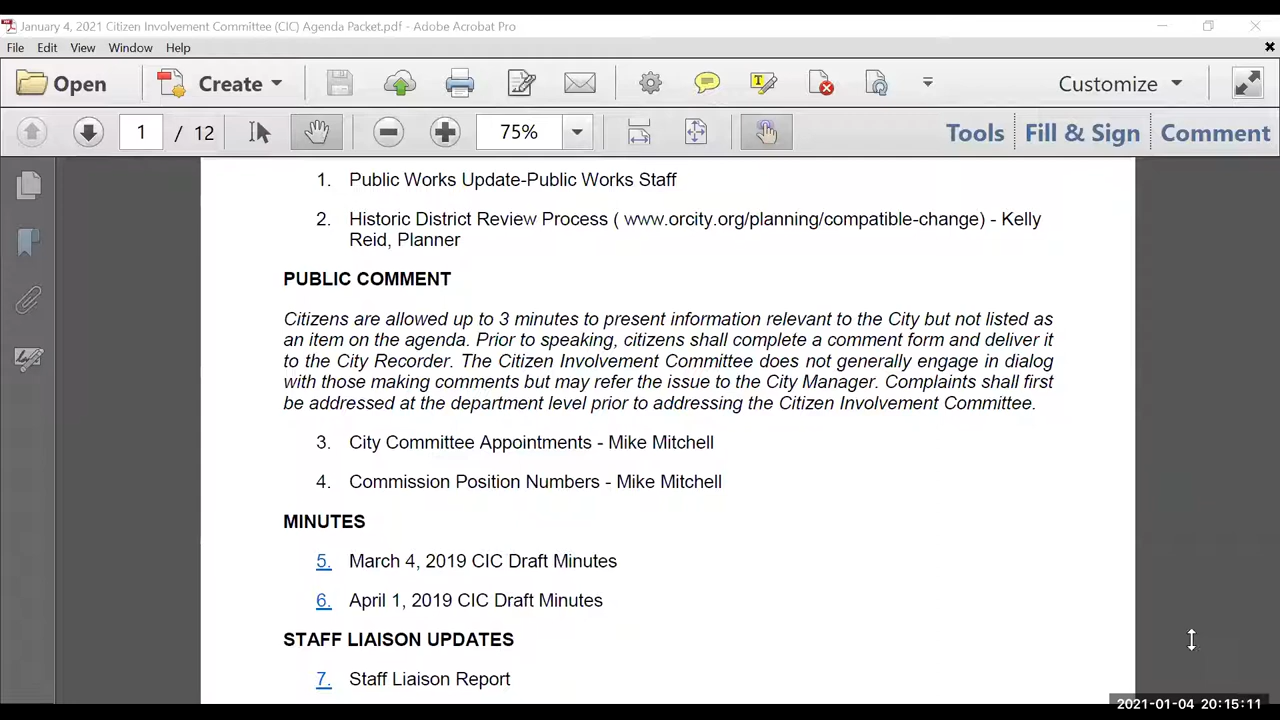 January 4, 2021 Citizen Involvement Committee (CIC) Agenda Packet.pdf - Adobe Acrobat Pro
File Edit View Window Help
Open Create Customize
1 / 12 75% Tools Fill & Sign Comment
1. Public Works Update-Public Works Staff
2. Historic District Review Process ( www.orcity.org/planning/compatible-change) - Kelly
Reid, Planner
PUBLIC COMMENT
Citizens are allowed up to 3 minutes to present information relevant to the City but not listed as
an item on the agenda. Prior to speaking, citizens shall complete a comment form and deliver it
to the City Recorder. The Citizen Involvement Committee does not generally engage in dialog
with those making comments but may refer the issue to the City Manager. Complaints shall first
be addressed at the department level prior to addressing the Citizen Involvement Committee.
3. City Committee Appointments - Mike Mitchell
4. Commission Position Numbers - Mike Mitchell
MINUTES
5. March 4, 2019 CIC Draft Minutes
6. April 1, 2019 CIC Draft Minutes
STAFF LIAISON UPDATES
7. Staff Liaison Report
2021-01-04 20:15:11